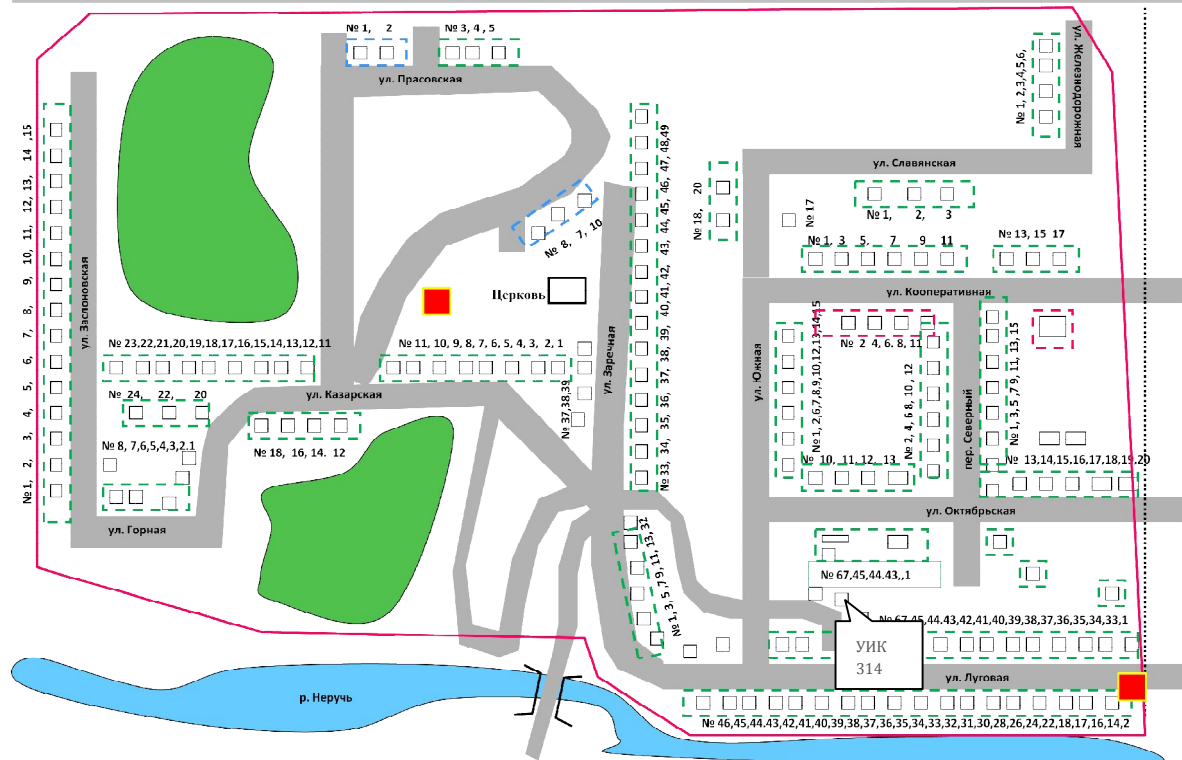 № 1, 2
№ 3, 4 , 5
ул. Прасовская
ул. Железнодорожная
№ 1, 2,3,4,5,6,
ул. Славянская
№ 1, 2, 3
№ 18, 20
№ 17
№ 1, 3 5, 7 9 11
№ 13, 15 17
ул. Кооперативная
№1, 2, 3, 4, 5, 6, 7, 8, 9, 10, 11, 12, 13, 14 ,15
ул. Заспоновская
№ 8, 7, 10
Церковь
ул. Заречная
№ 33, 34, 35, 36, 37, 38, 39, 40,41, 42, 43, 44, 45, 46, 47, 48,49
№ 23,22,21,20,19,18,17,16,15,14,13,12,11
№ 11, 10, 9, 8, 7, 6, 5, 4, 3, 2,1
№ 37,38,39
ул. Казарская
№ 24, 22, 20
№ 18, 16, 14. 12
№ 8, 7,6,5,4,3,2.1
ул. Горная
ул. Южная
№ 1, 2,6,7,8,9,10,12,13,14,15
№ 2 4, 6. 8, 11
№ 2, 4, 6 8, 10, , 12
пер. Северный
№ 1, 3, 5 ,7 9, 11, 13, 15
№ 10, 11, 12, 13
№ 13,14,15,16,17,18,19,20
ул. Октябрьская
№ 1, 3, 5 ,7 9, 11, 13, 32
№ 67,45,44.43,,1
№ 67,45,44,43,42,41,40,39,38,37,36,35,34,33,1
УИК
314
ул. Луговая
р. Неручь
№ 46,45,44.43,42,41,40,39,38,37,36,35,34,33,32,31,30,28,26,24,22,18,17,16,14,2